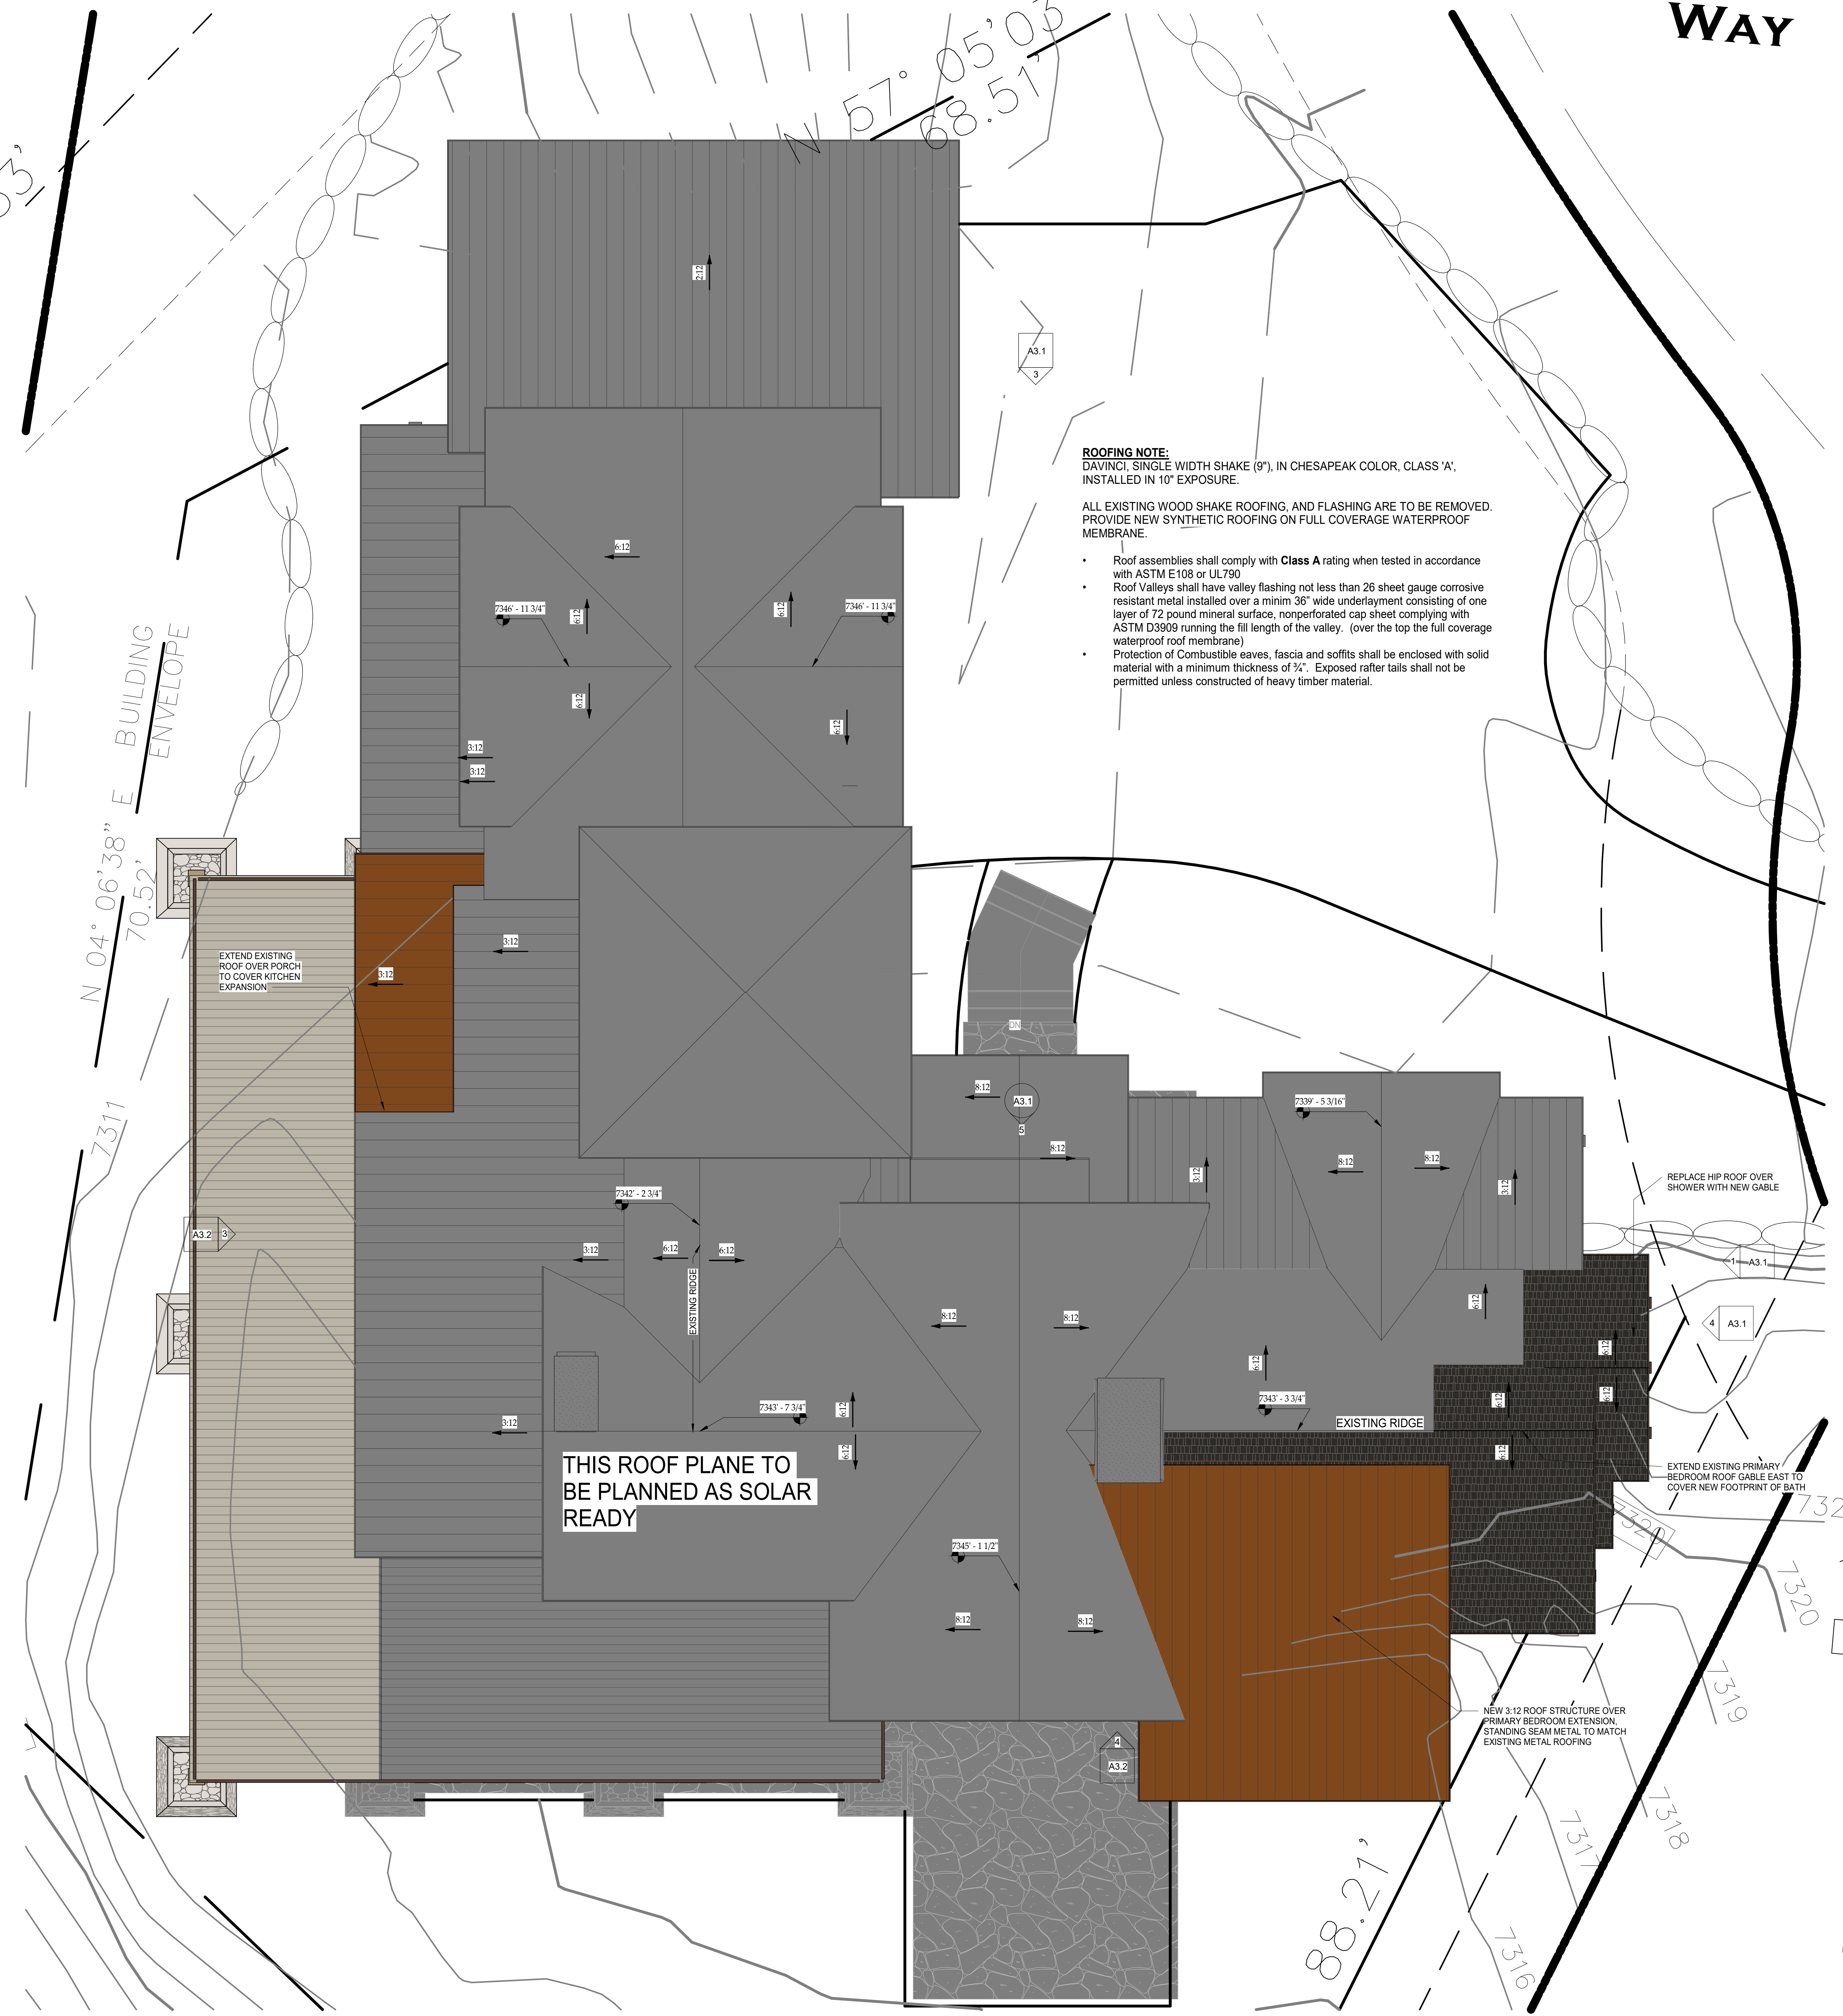 WAY
N 57° 05'03
68.51'
53'
2:12
A3.1
3
ROOFING NOTE:
DAVINCI, SINGLE WIDTH SHAKE (9"), IN CHESAPEAK COLOR, CLASS 'A',
INSTALLED IN 10" EXPOSURE.
ALL EXISTING WOOD SHAKE ROOFING, AND FLASHING ARE TO BE REMOVED.
PROVIDE NEW SYNTHETIC ROOFING ON FULL COVERAGE WATERPROOF
MEMBRANE.
• Roof assemblies shall comply with Class A rating when tested in accordance
with ASTM E108 or UL790
• Roof Valleys shall have valley flashing not less than 26 sheet gauge corrosive
resistant metal installed over a minim 36" wide underlayment consisting of one
layer of 72 pound mineral surface, nonperforated cap sheet complying with
ASTM D3909 running the fill length of the valley. (over the top the full coverage
waterproof roof membrane)
• Protection of Combustible eaves, fascia and soffits shall be enclosed with solid
material with a minimum thickness of ¾". Exposed rafter tails shall not be
permitted unless constructed of heavy timber material.
6:12
7346' - 11 3/4"
6:12
6:12
7346' - 11 3/4"
6:12
6:12
3:12
3:12
BUILDING
ENVELOPE
N 04° 06'38" E
70.52'
EXTEND EXISTING
ROOF OVER PORCH
TO COVER KITCHEN
EXPANSION
3:12
3:12
DN
8:12
A3.1
5
8:12
7311
7339' - 5 3/16"
8:12
8:12
3:12
3:12
REPLACE HIP ROOF OVER
SHOWER WITH NEW GABLE
7342' - 2 3/4"
A3.2
3
3:12
6:12
6:12
EXISTING RIDGE
1
A3.1
4
A3.1
8:12
8:12
6:12
6:12
6:12
6:12
6:12
6:12
7343' - 7 3/4"
6:12
6:12
7343' - 3 3/4"
EXISTING RIDGE
3:12
THIS ROOF PLANE TO
BE PLANNED AS SOLAR
READY
EXTEND EXISTING PRIMARY
BEDROOM ROOF GABLE EAST TO
COVER NEW FOOTPRINT OF BATH
732
7320
7320
7345' - 1 1/2"
8:12
8:12
7319
NEW 3:12 ROOF STRUCTURE OVER
PRIMARY BEDROOM EXTENSION,
STANDING SEAM METAL TO MATCH
EXISTING METAL ROOFING
4
A3.2
7318
7317
88.21'
7316